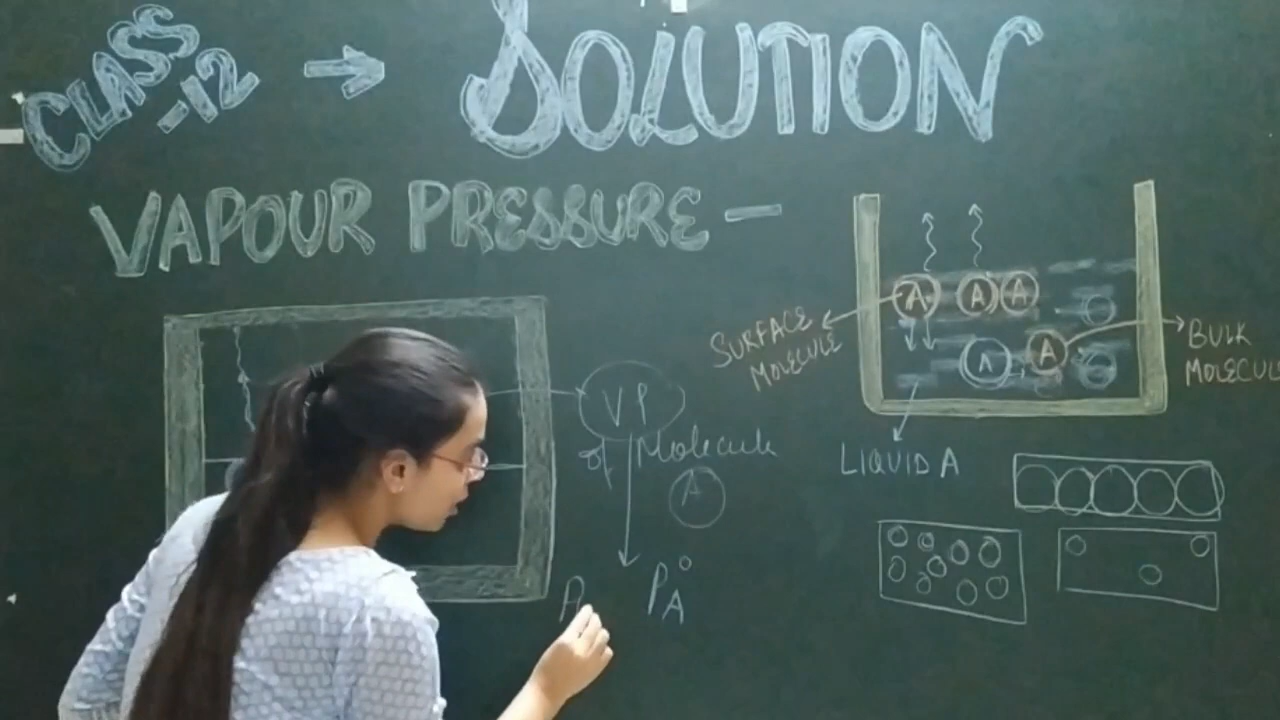 CLASS -12 → SOLUTION
VAPOUR PRESSURE -
A A A
SURFACE MOLECULE
A A
BULK MOLECULE
LIQUID A
VP
of Molecule
A
P°A